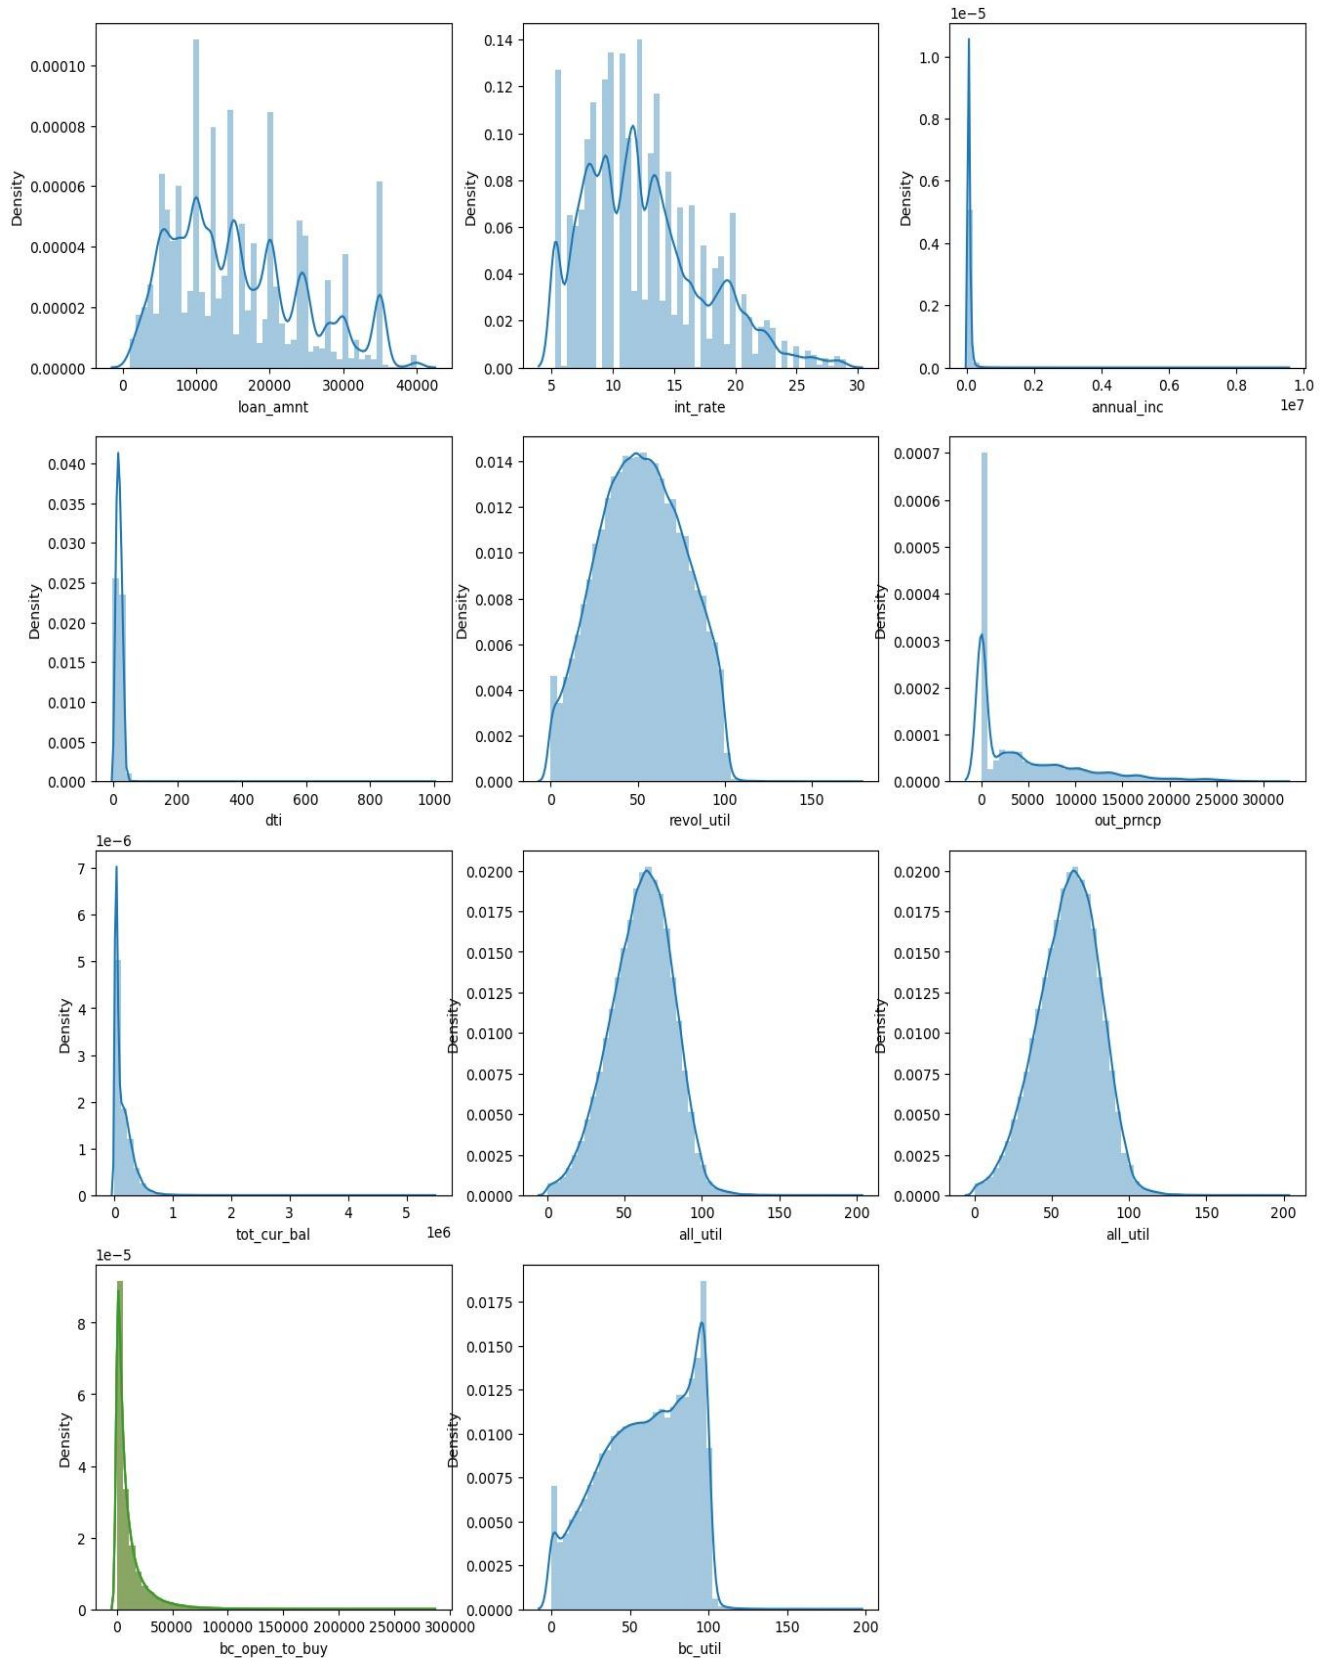 0.00010
0.00008
0.00006
0.00004
0.00002
0.00000
Density
0 10000 20000 30000 40000
loan_amnt
0.14
0.12
0.10
0.08
0.06
0.04
0.02
0.00
Density
5 10 15 20 25 30
int_rate
1e−5
1.0
0.8
0.6
0.4
0.2
0.0
Density
0.0 0.2 0.4 0.6 0.8 1.0
1e7
annual_inc
0.040
0.035
0.030
0.025
0.020
0.015
0.010
0.005
0.000
Density
0 200 400 600 800 1000
dti
0.014
0.012
0.010
0.008
0.006
0.004
0.002
0.000
Density
0 50 100 150
revol_util
0.0007
0.0006
0.0005
0.0004
0.0003
0.0002
0.0001
0.0000
Density
0 5000 10000 15000 20000 25000 30000
out_prncp
1e−6
7
6
5
4
3
2
1
0
Density
0 1 2 3 4 5
1e6
tot_cur_bal
0.0200
0.0175
0.0150
0.0125
0.0100
0.0075
0.0050
0.0025
0.0000
Density
0 50 100 150 200
all_util
0.0200
0.0175
0.0150
0.0125
0.0100
0.0075
0.0050
0.0025
0.0000
Density
0 50 100 150 200
all_util
1e−5
8
6
4
2
0
Density
0 50000 100000 150000 200000 250000 300000
bc_open_to_buy
0.0175
0.0150
0.0125
0.0100
0.0075
0.0050
0.0025
0.0000
Density
0 50 100 150 200
bc_util